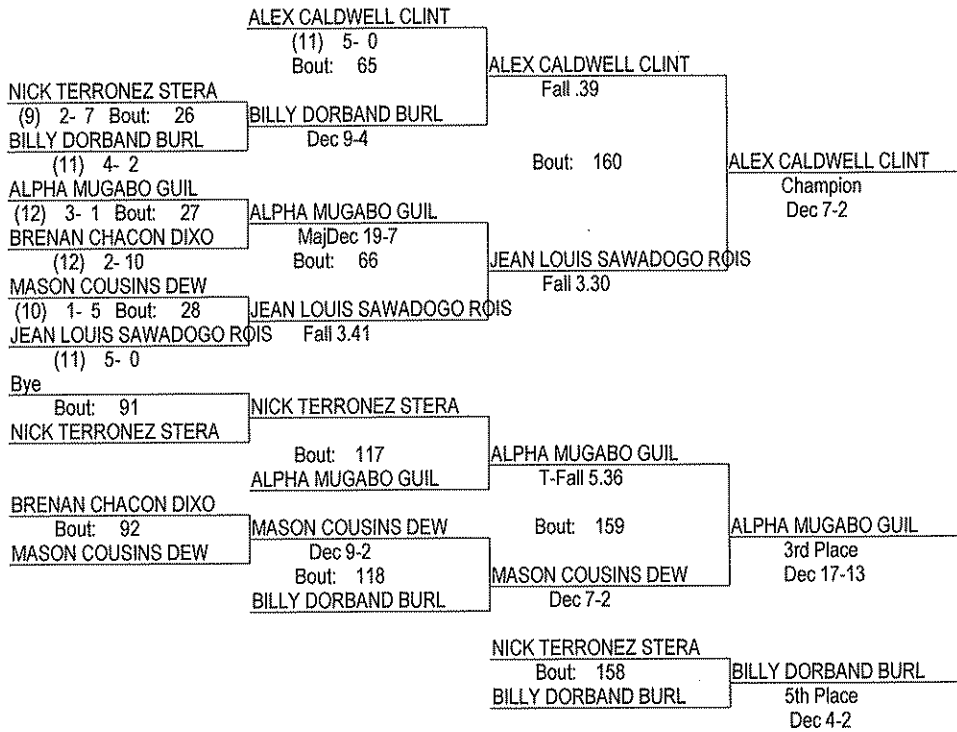 ALEX CALDWELL CLINT
(11) 5- 0
Bout: 65
ALEX CALDWELL CLINT
Fall .39
NICK TERRONEZ STERA
(9) 2- 7 Bout: 26
BILLY DORBAND BURL
BILLY DORBAND BURL
Dec 9-4
(11) 4- 2
Bout: 160
ALEX CALDWELL CLINT
Champion
Dec 7-2
ALPHA MUGABO GUIL
(12) 3- 1 Bout: 27
ALPHA MUGABO GUIL
BRENAN CHACON DIXO
MajDec 19-7
(12) 2- 10
Bout: 66
JEAN LOUIS SAWADOGO ROIS
Fall 3.30
MASON COUSINS DEW
(10) 1- 5 Bout: 28
JEAN LOUIS SAWADOGO ROIS
JEAN LOUIS SAWADOGO ROIS
Fall 3.41
(11) 5- 0
Bye
Bout: 91
NICK TERRONEZ STERA
NICK TERRONEZ STERA
Bout: 117
ALPHA MUGABO GUIL
ALPHA MUGABO GUIL
T-Fall 5.36
BRENAN CHACON DIXO
Bout: 92
MASON COUSINS DEW
Bout: 159
ALPHA MUGABO GUIL
MASON COUSINS DEW
Dec 9-2
3rd Place
Bout: 118
MASON COUSINS DEW
Dec 17-13
BILLY DORBAND BURL
Dec 7-2
NICK TERRONEZ STERA
Bout: 158
BILLY DORBAND BURL
BILLY DORBAND BURL
5th Place
Dec 4-2